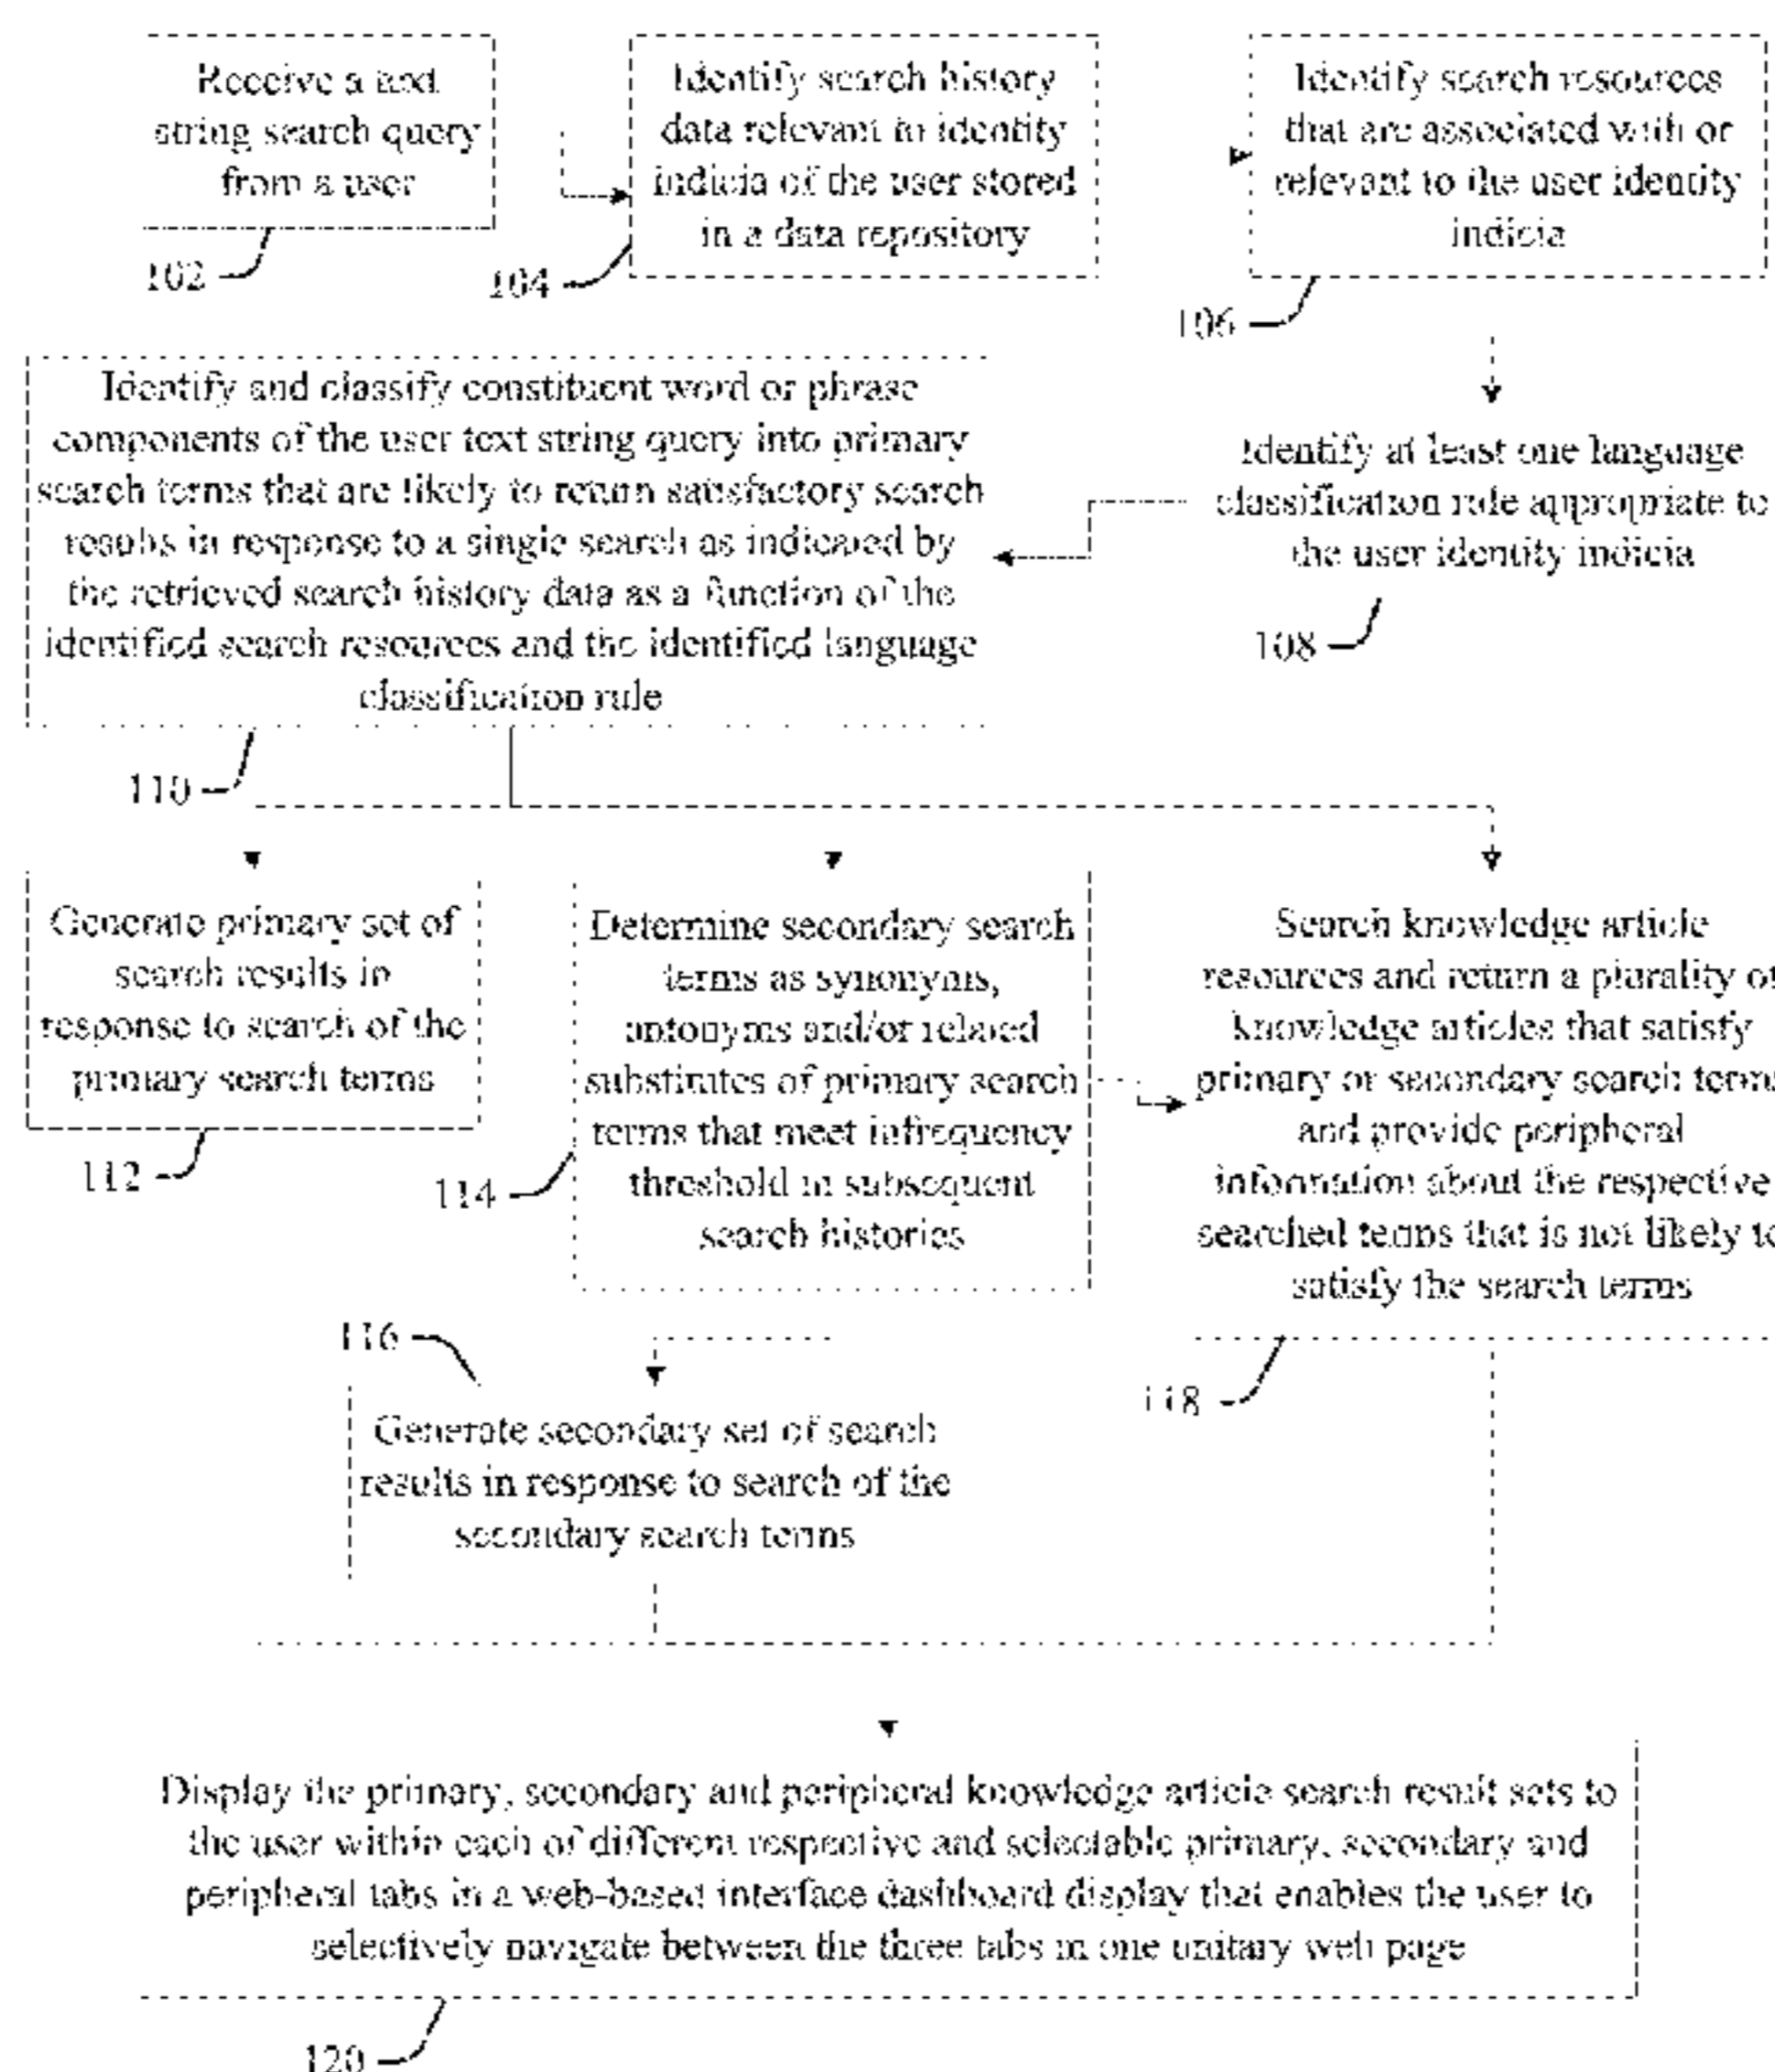 Receive a text
string search query
from a user
102
Identify search history
data relevant to identity
indicia of the user stored
in a data repository
104
Identify search resources
that are associated with or
relevant to the user identity
indicia
106
Identify at least one language
classification rule appropriate to
the user identity indicia
108
Identify and classify constituent word or phrase
components of the user text string query into primary
search terms that are likely to return satisfactory search
results in response to a single search as indicated by
the retrieved search history data as a function of the
identified search resources and the identified language
classification rule
110
Generate primary set of
search results in
response to search of the
primary search terms
112
Determine secondary search
terms as synonyms,
antonyms and/or related
substitutes of primary search
terms that meet infrequency
threshold in subsequent
search histories
114
Search knowledge article
resources and return a plurality of
knowledge articles that satisfy
primary or secondary search terms
and provide peripheral
information about the respective
searched terms that is not likely to
satisfy the search terms
118
116
Generate secondary set of search
results in response to search of the
secondary search terms
Display the primary, secondary and peripheral knowledge article search result sets to
the user within each of different respective and selectable primary, secondary and
peripheral tabs in a web-based interface dashboard display that enables the user to
selectively navigate between the three tabs in one unitary web page
120